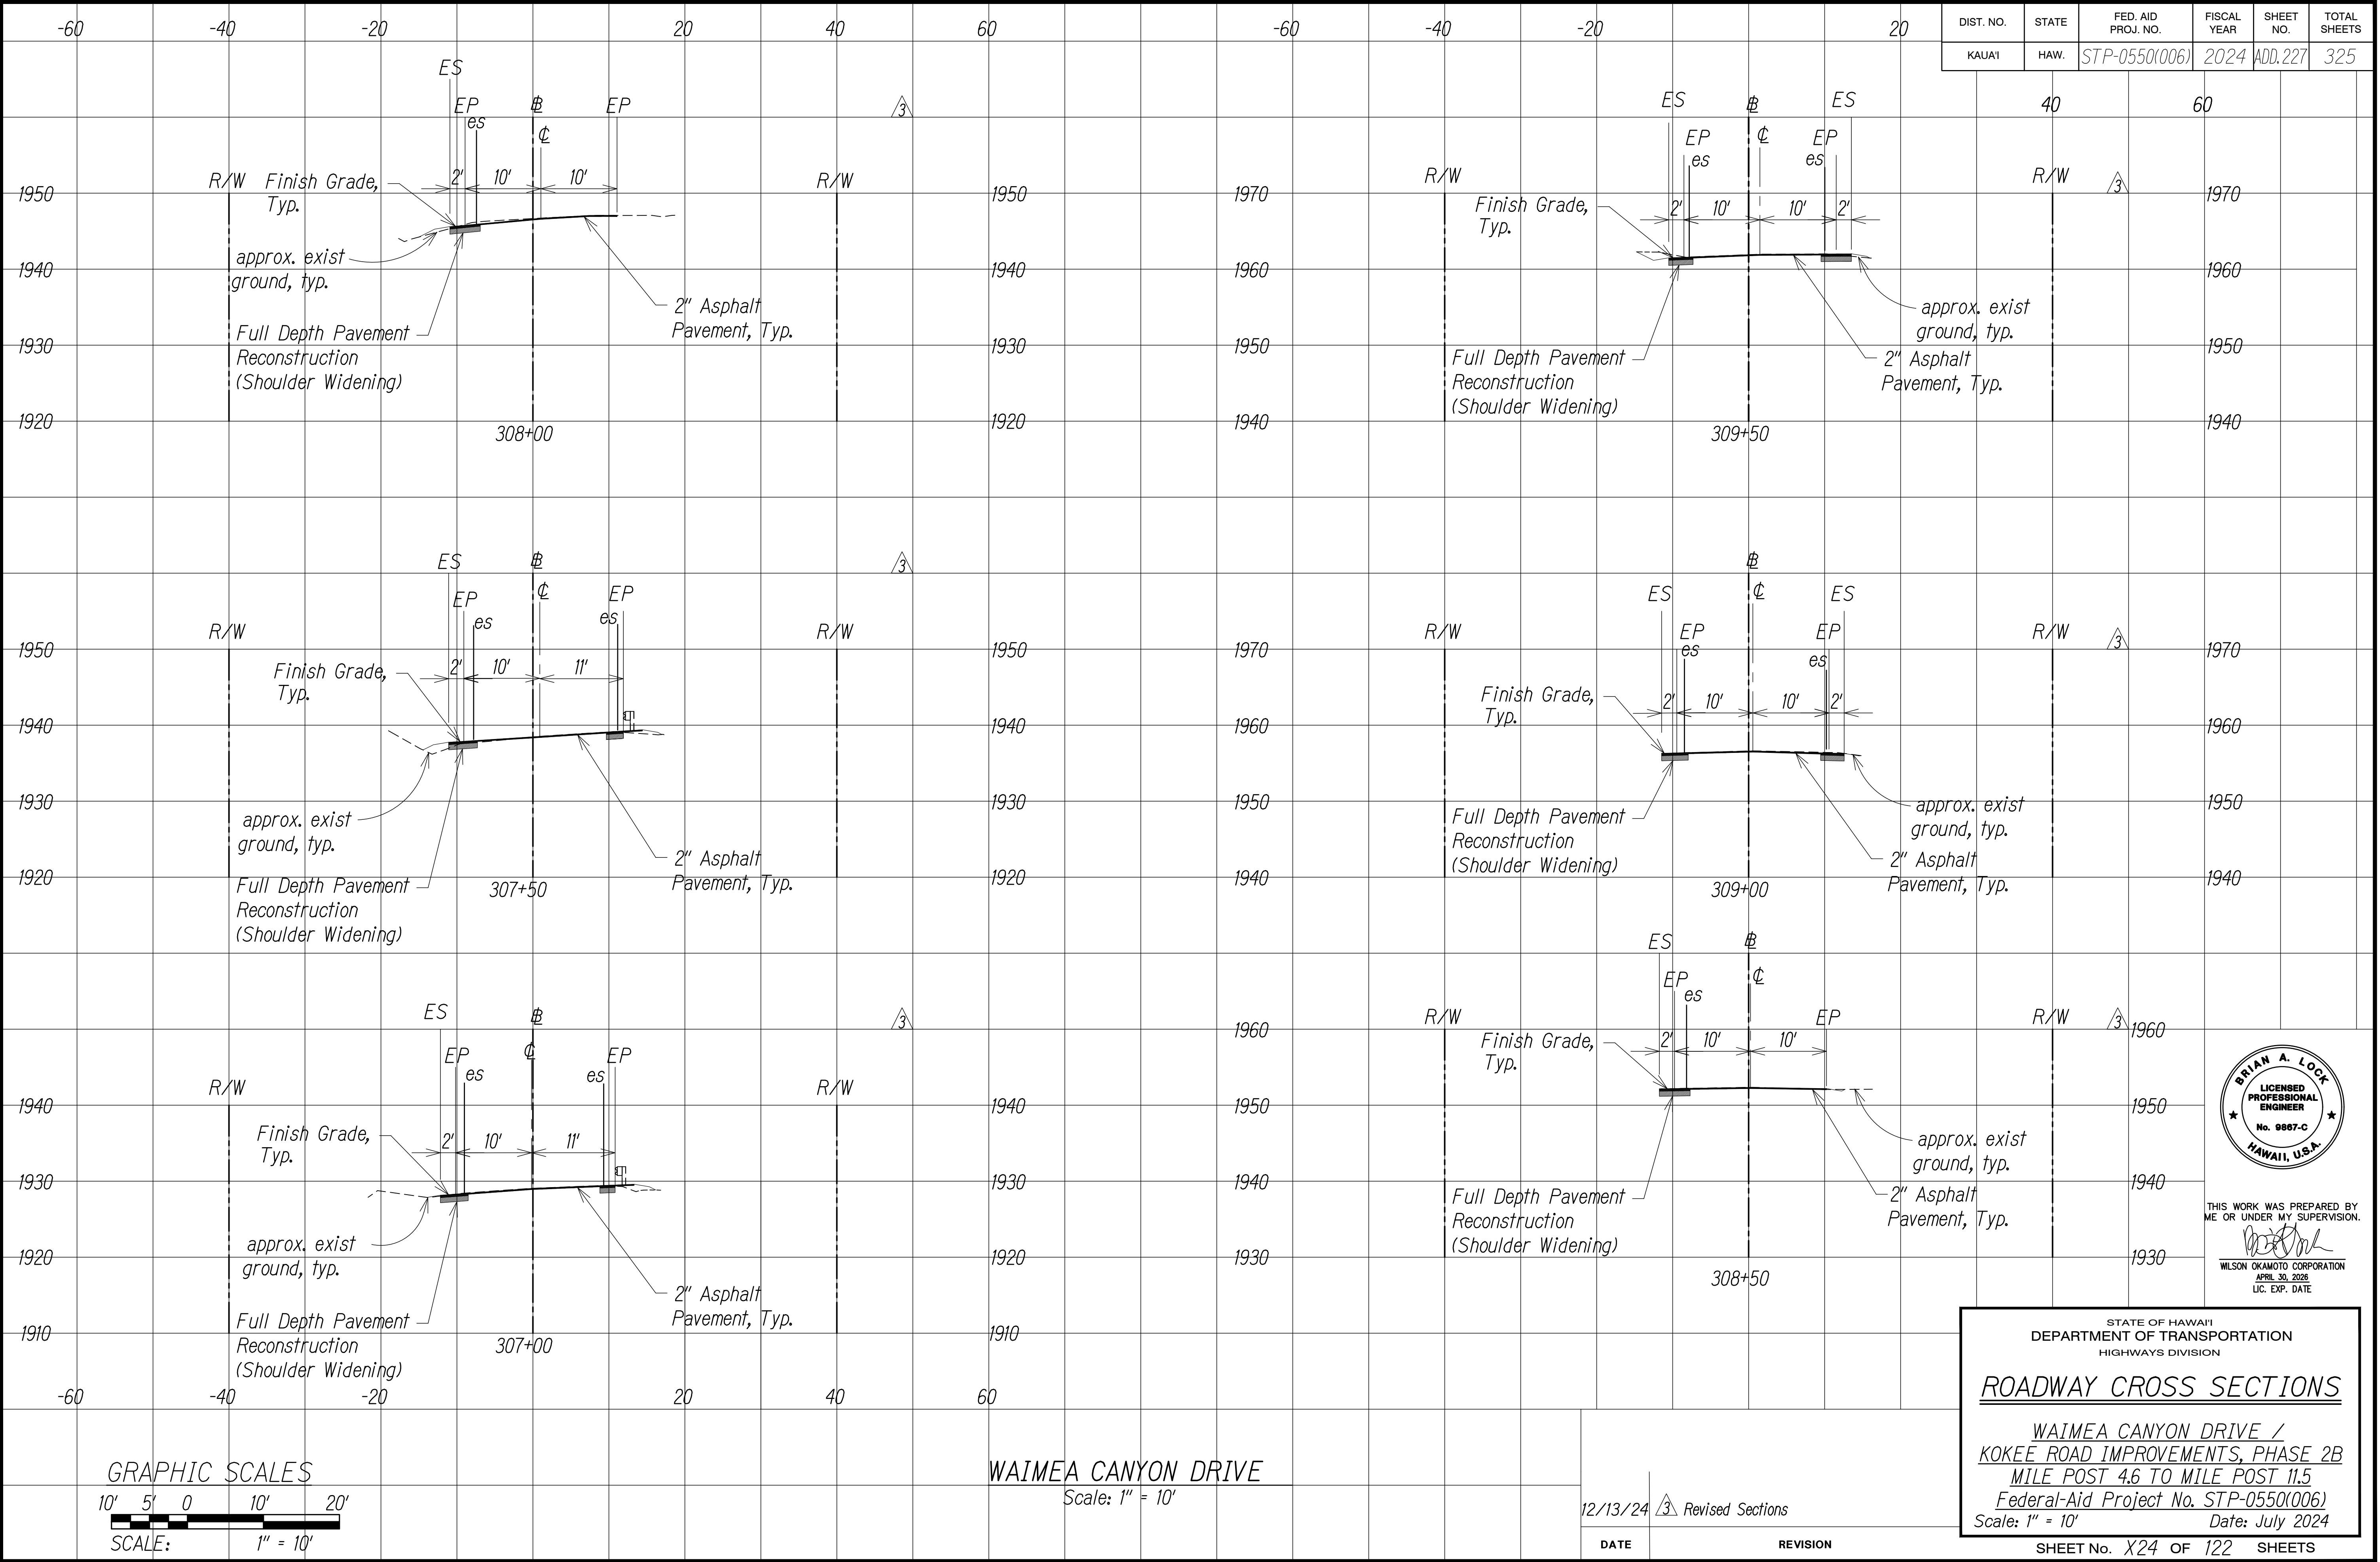 DIST. NO.
STATE
FED. AID
PROJ. NO.
FISCAL
YEAR
SHEET
NO.
TOTAL
SHEETS
KAUA'I
HAW.
STP-0550(006)
2024
ADD.227
325
-60 -40 -20 20 40 60 -60 -40 -20 20
40 60
ES
EP
es
℄
EP
3
2'
10'
10'
R/W
R/W
Finish Grade,
Typ.
approx. exist
ground, typ.
Full Depth Pavement
Reconstruction
(Shoulder Widening)
2" Asphalt
Pavement, Typ.
1950 1950
1940 1940
1930 1930
1920 1920
308+00
ES
ES
℄
EP
EP
es
es
3
2'
10'
10'
2'
R/W
R/W
Finish Grade,
Typ.
approx. exist
ground, typ.
Full Depth Pavement
Reconstruction
(Shoulder Widening)
2" Asphalt
Pavement, Typ.
1970 1970
1960 1960
1950 1950
1940 1940
309+50
ES
EP
es
℄
EP
es
3
2'
10'
11'
R/W
R/W
Finish Grade,
Typ.
approx. exist
ground, typ.
Full Depth Pavement
Reconstruction
(Shoulder Widening)
2" Asphalt
Pavement, Typ.
1950 1950
1940 1940
1930 1930
1920 1920
307+50
ES
ES
℄
EP
EP
es
es
3
2'
10'
10'
2'
R/W
R/W
Finish Grade,
Typ.
approx. exist
ground, typ.
Full Depth Pavement
Reconstruction
(Shoulder Widening)
2" Asphalt
Pavement, Typ.
1970 1970
1960 1960
1950 1950
1940 1940
309+00
ES
EP
es
℄
EP
es
3
2'
10'
11'
R/W
R/W
Finish Grade,
Typ.
approx. exist
ground, typ.
Full Depth Pavement
Reconstruction
(Shoulder Widening)
2" Asphalt
Pavement, Typ.
1940 1940
1930 1930
1920 1920
1910 1910
307+00
ES
EP
es
℄
EP
3
2'
10'
10'
R/W
R/W
Finish Grade,
Typ.
approx. exist
ground, typ.
Full Depth Pavement
Reconstruction
(Shoulder Widening)
2" Asphalt
Pavement, Typ.
1960 1960
1950 1950
1940 1940
1930 1930
308+50
-60 -40 -20 20 40 60
GRAPHIC SCALES
10' 5' 0 10' 20'
SCALE: 1" = 10'
WAIMEA CANYON DRIVE
Scale: 1" = 10'
12/13/24 3 Revised Sections
DATE REVISION
BRIAN A. LOCK
LICENSED
PROFESSIONAL
ENGINEER
No. 9867-C
HAWAII, U.S.A.
THIS WORK WAS PREPARED BY
ME OR UNDER MY SUPERVISION.
WILSON OKAMOTO CORPORATION
APRIL 30, 2026
LIC. EXP. DATE
STATE OF HAWAI'I
DEPARTMENT OF TRANSPORTATION
HIGHWAYS DIVISION
ROADWAY CROSS SECTIONS
WAIMEA CANYON DRIVE /
KOKEE ROAD IMPROVEMENTS, PHASE 2B
MILE POST 4.6 TO MILE POST 11.5
Federal-Aid Project No. STP-0550(006)
Scale: 1" = 10' Date: July 2024
SHEET No. X24 OF 122 SHEETS